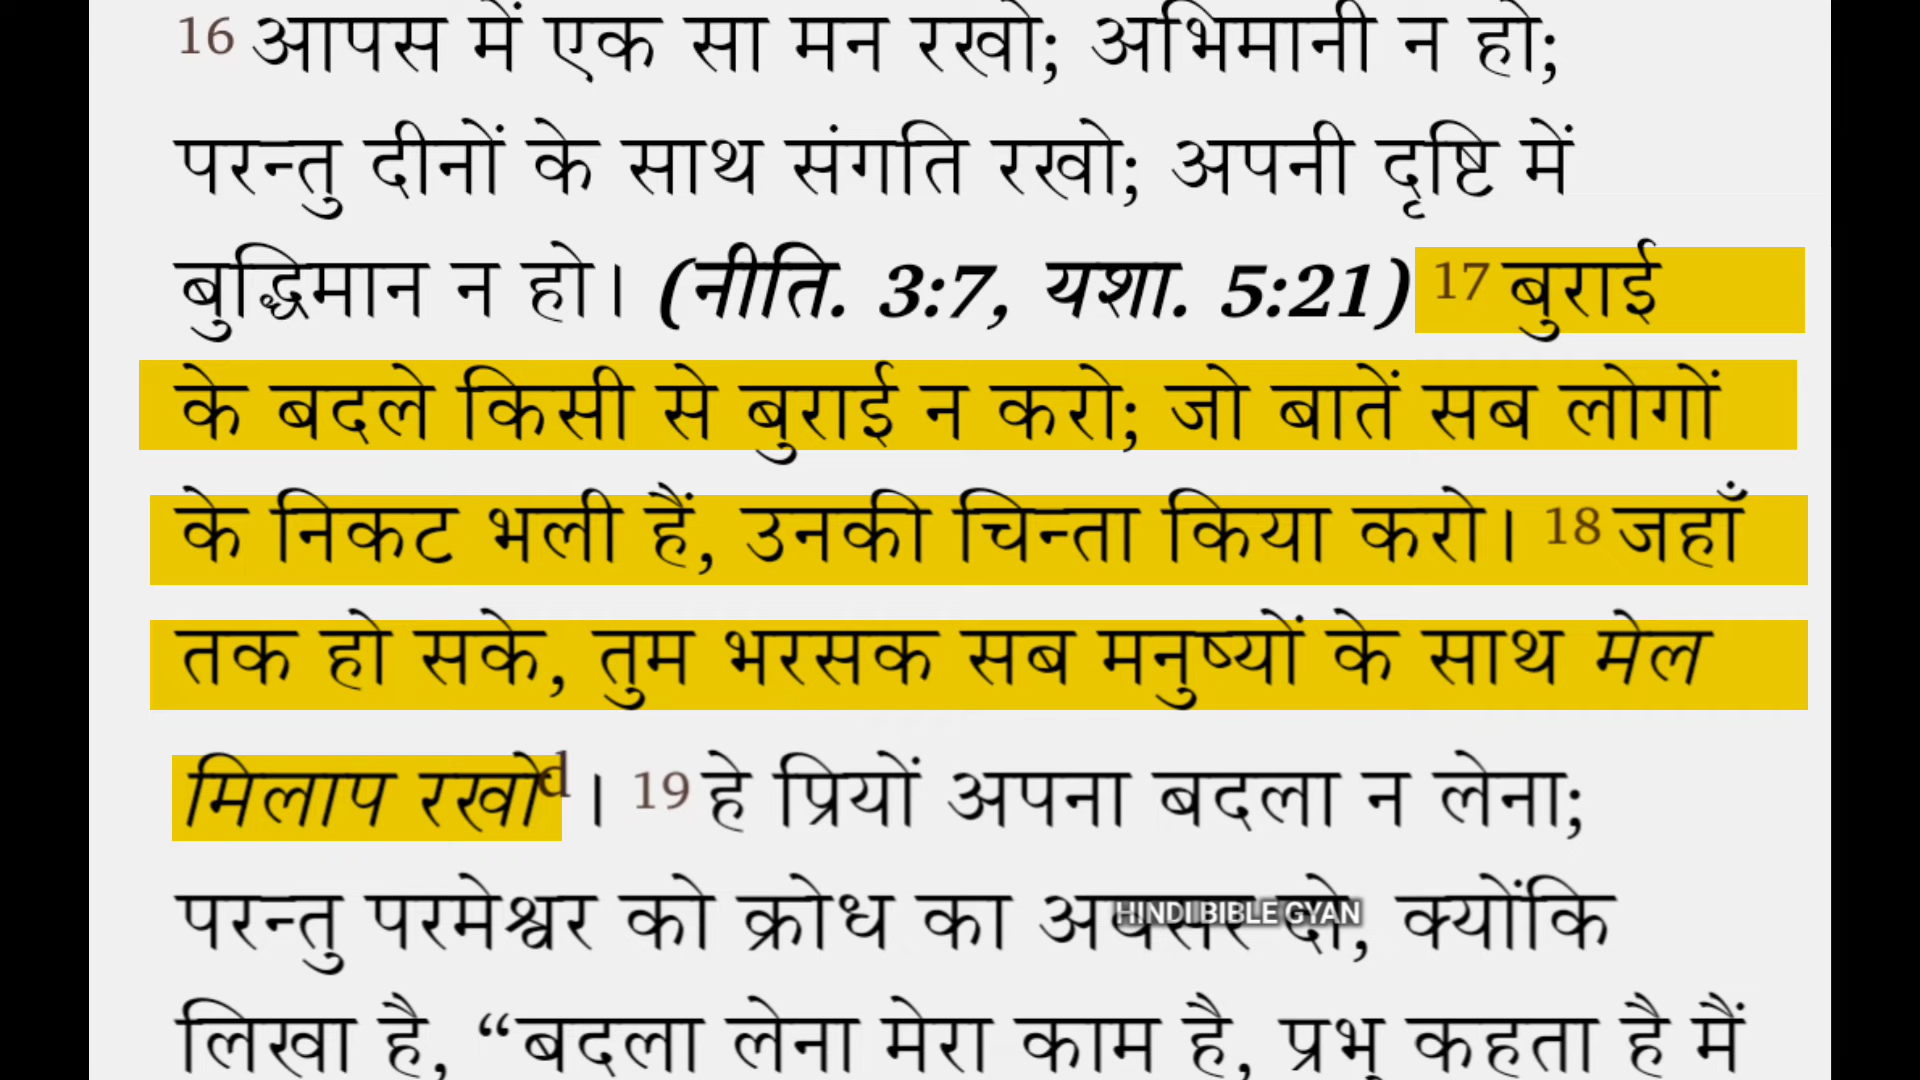 16 आपस में एक सा मन रखो; अभिमानी न हो;
परन्तु दीनों के साथ संगति रखो; अपनी दृष्टि में
बुद्धिमान न हो। (नीति. 3:7, यशा. 5:21) 17 बुराई
के बदले किसी से बुराई न करो; जो बातें सब लोगों
के निकट भली हैं, उनकी चिन्ता किया करो। 18 जहाँ
तक हो सके, तुम भरसक सब मनुष्यों के साथ मेल
मिलाप रखोd। 19 हे प्रियों अपना बदला न लेना;
परन्तु परमेश्वर को क्रोध का अवसर दो, क्योंकि
HINDI BIBLE GYAN
लिखा है, “बदला लेना मेरा काम है, प्रभु कहता है मैं